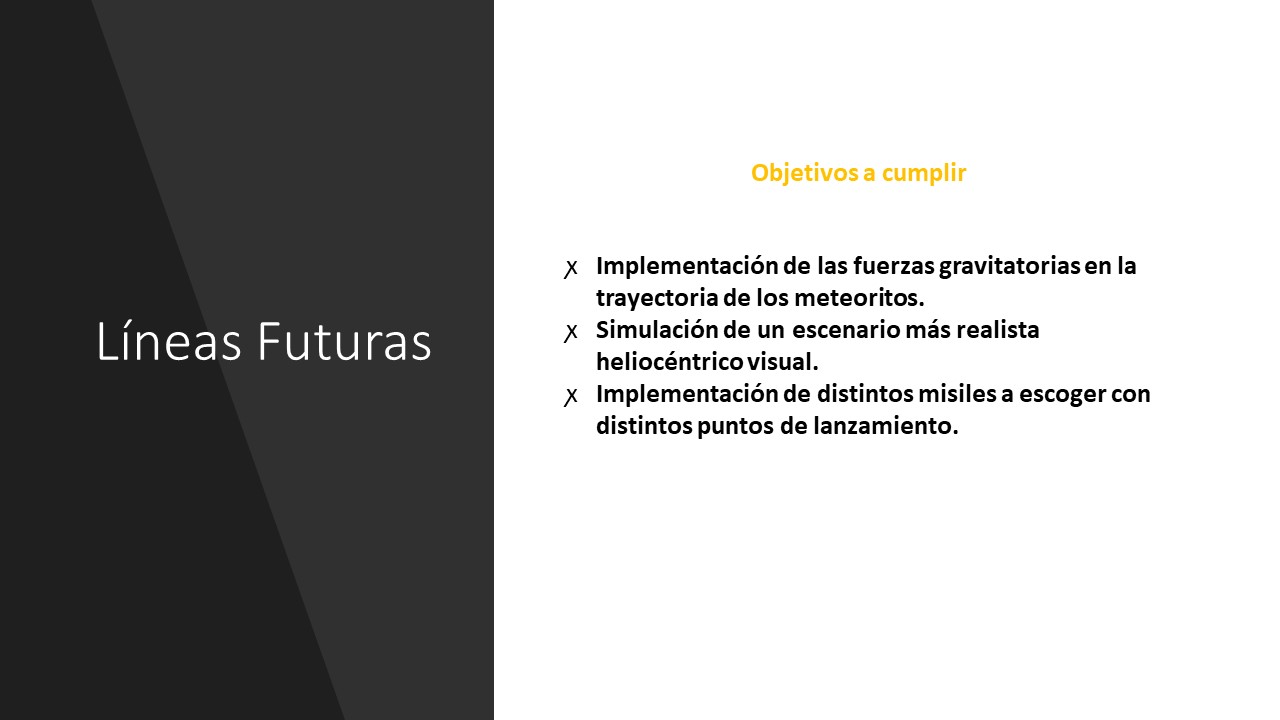 Líneas Futuras
Objetivos a cumplir
χ Implementación de las fuerzas gravitatorias en la
trayectoria de los meteoritos.
χ Simulación de un escenario más realista
heliocéntrico visual.
χ Implementación de distintos misiles a escoger con
distintos puntos de lanzamiento.